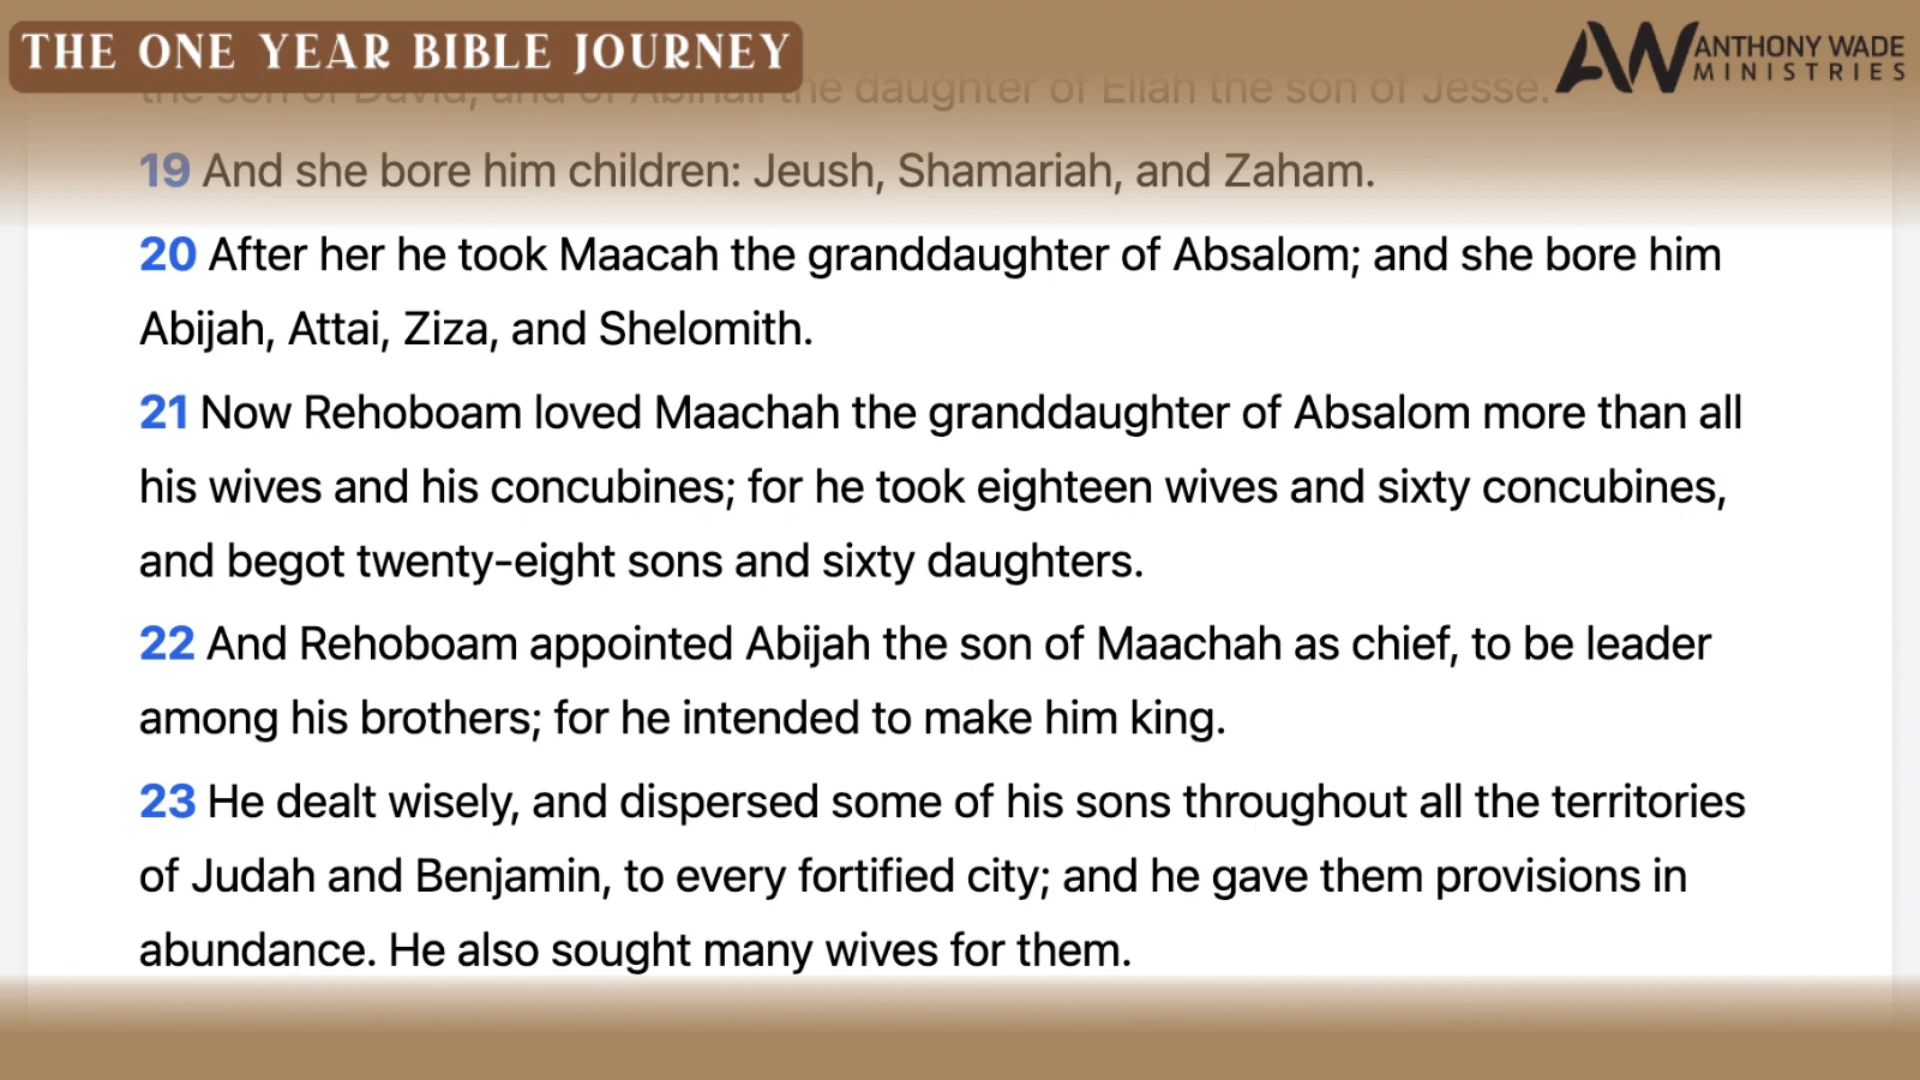 THE ONE YEAR BIBLE JOURNEY
ANTHONY WADE
MINISTRIES
the son of David, and of Abihail the daughter of Eliah the son of Jesse.
19 And she bore him children: Jeush, Shamariah, and Zaham.
20 After her he took Maacah the granddaughter of Absalom; and she bore him
Abijah, Attai, Ziza, and Shelomith.
21 Now Rehoboam loved Maachah the granddaughter of Absalom more than all
his wives and his concubines; for he took eighteen wives and sixty concubines,
and begot twenty-eight sons and sixty daughters.
22 And Rehoboam appointed Abijah the son of Maachah as chief, to be leader
among his brothers; for he intended to make him king.
23 He dealt wisely, and dispersed some of his sons throughout all the territories
of Judah and Benjamin, to every fortified city; and he gave them provisions in
abundance. He also sought many wives for them.